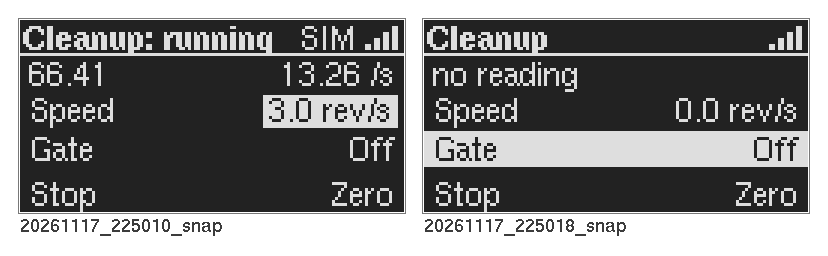 Cleanup: running SIM
66.41 13.26 /s
Speed 3.0 rev/s
Gate Off
Stop Zero
20261117_225010_snap
Cleanup
no reading
Speed 0.0 rev/s
Gate Off
Stop Zero
20261117_225018_snap